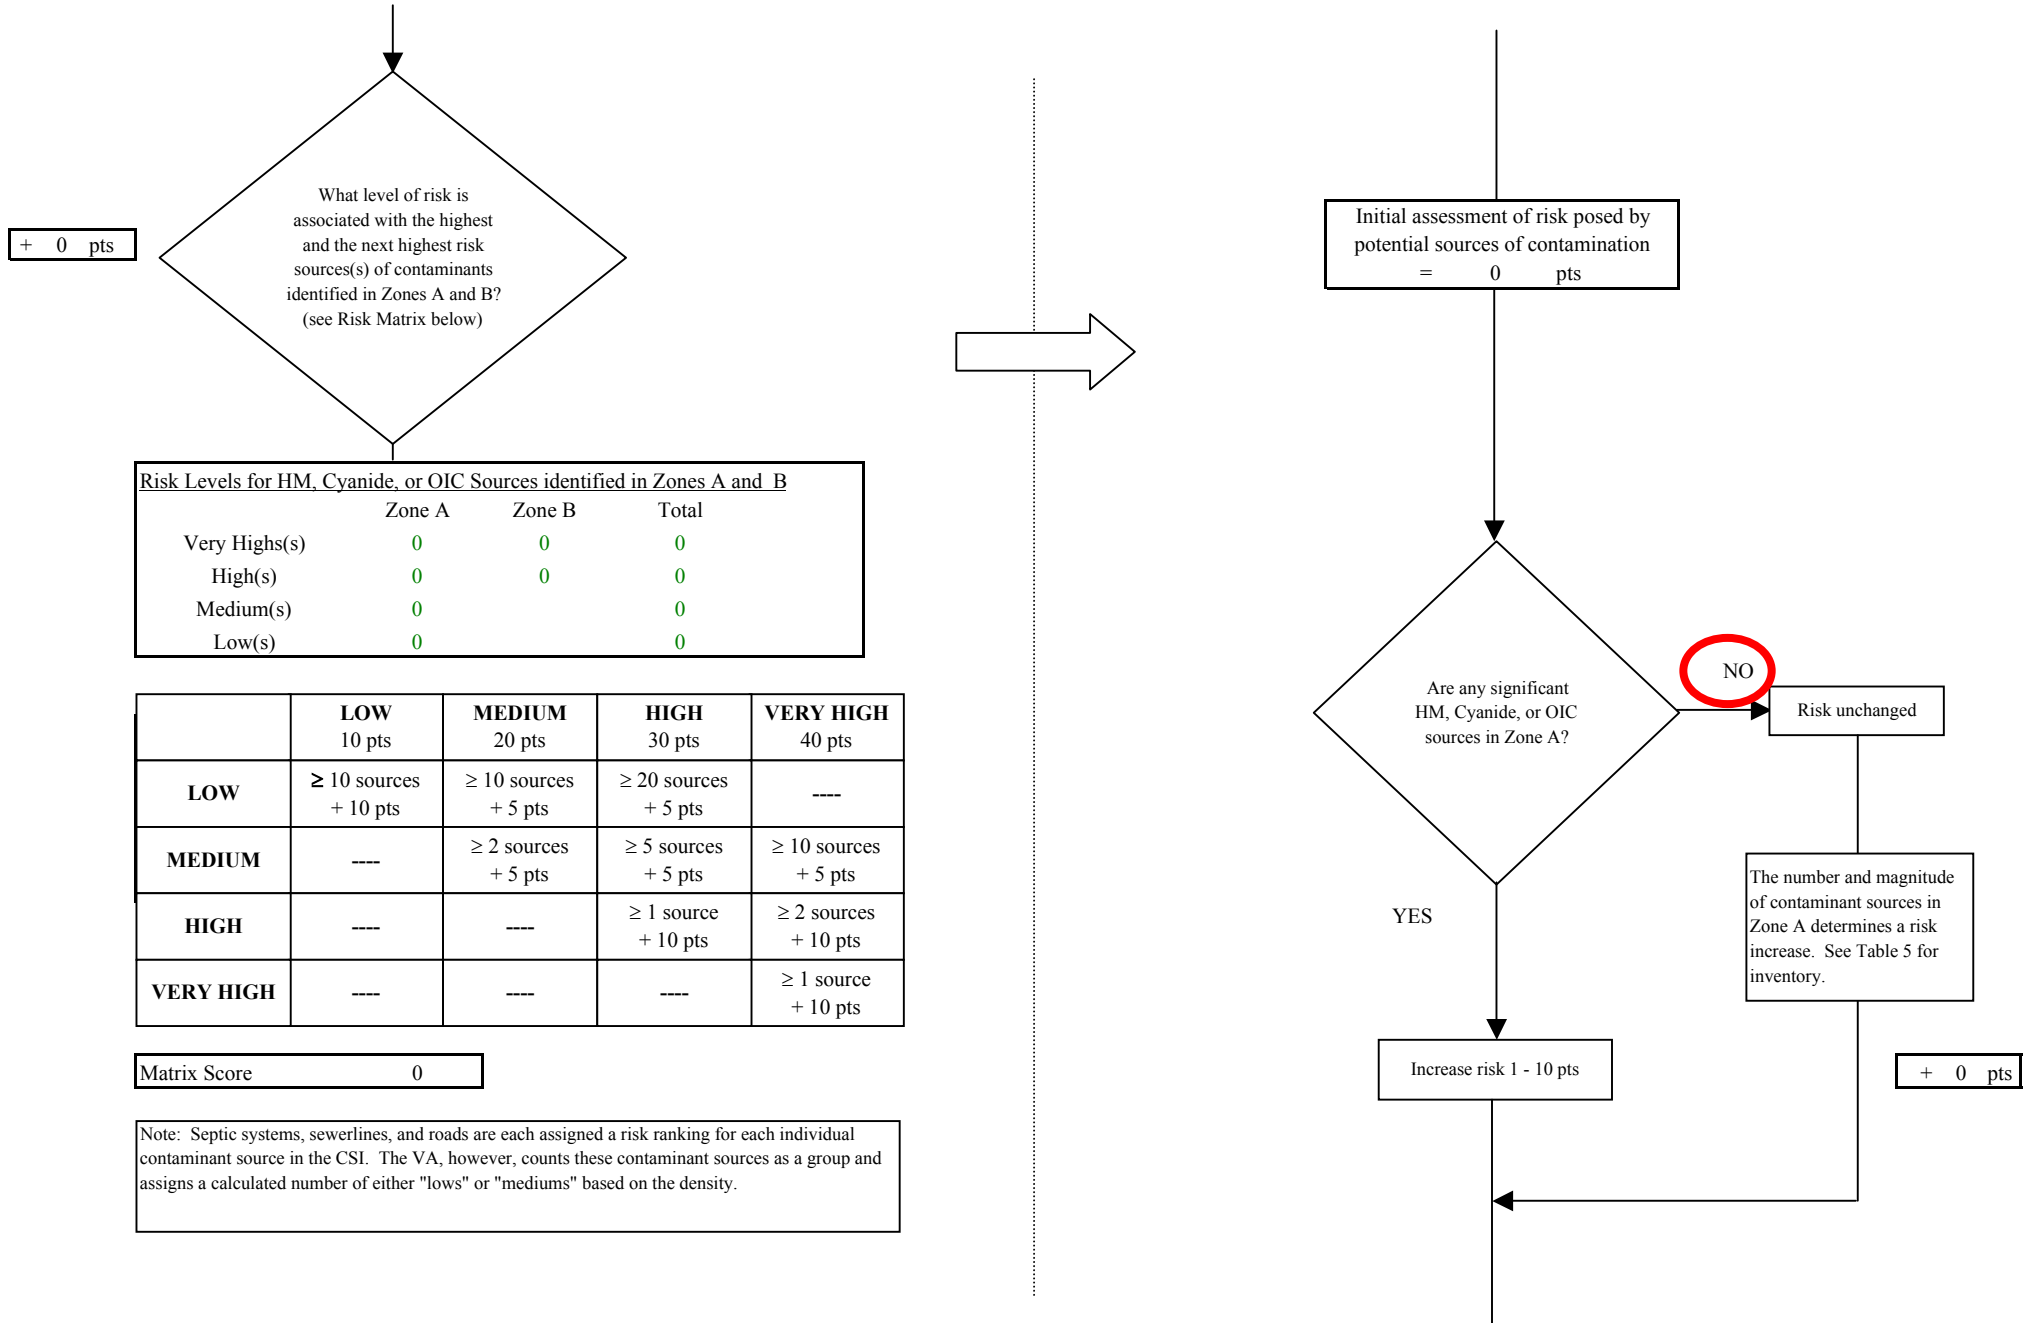 What level of risk is
associated with the highest
and the next highest risk
sources(s) of contaminants
identified in Zones A and B?
(see Risk Matrix below)
+ 0 pts
Risk Levels for HM, Cyanide, or OIC Sources identified in Zones A and B
Zone A Zone B Total
Very Highs(s) 0 0 0
High(s) 0 0 0
Medium(s) 0 0
Low(s) 0 0
LOW MEDIUM HIGH VERY HIGH
10 pts 20 pts 30 pts 40 pts
LOW
≥ 10 sources
+ 10 pts
≥ 10 sources
+ 5 pts
≥ 20 sources
+ 5 pts
----
MEDIUM
----
≥ 2 sources
+ 5 pts
≥ 5 sources
+ 5 pts
≥ 10 sources
+ 5 pts
HIGH
----
----
≥ 1 source
+ 10 pts
≥ 2 sources
+ 10 pts
VERY HIGH
----
----
----
≥ 1 source
+ 10 pts
Matrix Score 0
Note: Septic systems, sewerlines, and roads are each assigned a risk ranking for each individual
contaminant source in the CSI. The VA, however, counts these contaminant sources as a group and
assigns a calculated number of either "lows" or "mediums" based on the density.
Initial assessment of risk posed by
potential sources of contamination
= 0 pts
Are any significant
HM, Cyanide, or OIC
sources in Zone A?
NO
Risk unchanged
The number and magnitude
of contaminant sources in
Zone A determines a risk
increase. See Table 5 for
inventory.
YES
Increase risk 1 - 10 pts
+ 0 pts